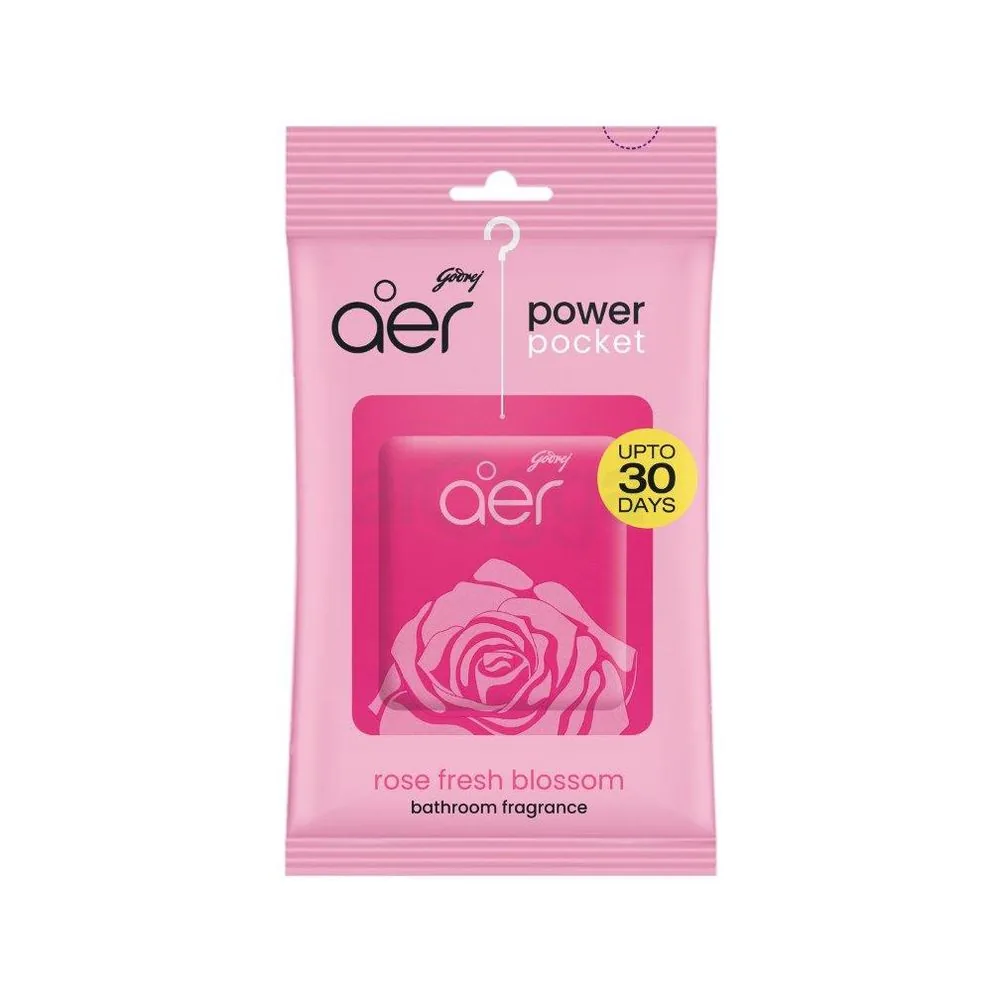 Godrej
aer
power
pocket
Godrej
aer
UPTO
30
DAYS
rose fresh blossom
bathroom fragrance